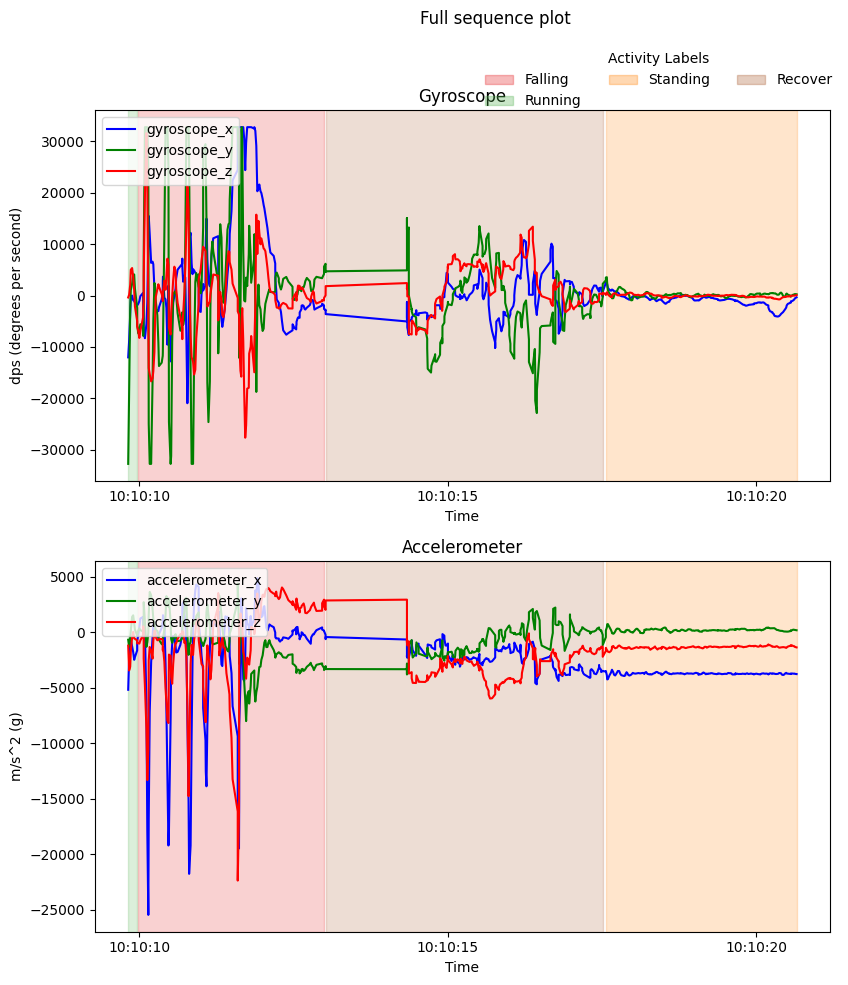 Full sequence plot
Activity Labels
Falling
Standing
Recover
Running
Gyroscope
gyroscope_x
gyroscope_y
gyroscope_z
30000
20000
10000
0
−10000
−20000
−30000
dps (degrees per second)
10:10:10
10:10:15
10:10:20
Time
Accelerometer
accelerometer_x
accelerometer_y
accelerometer_z
5000
0
−5000
−10000
−15000
−20000
−25000
m/s^2 (g)
10:10:10
10:10:15
10:10:20
Time